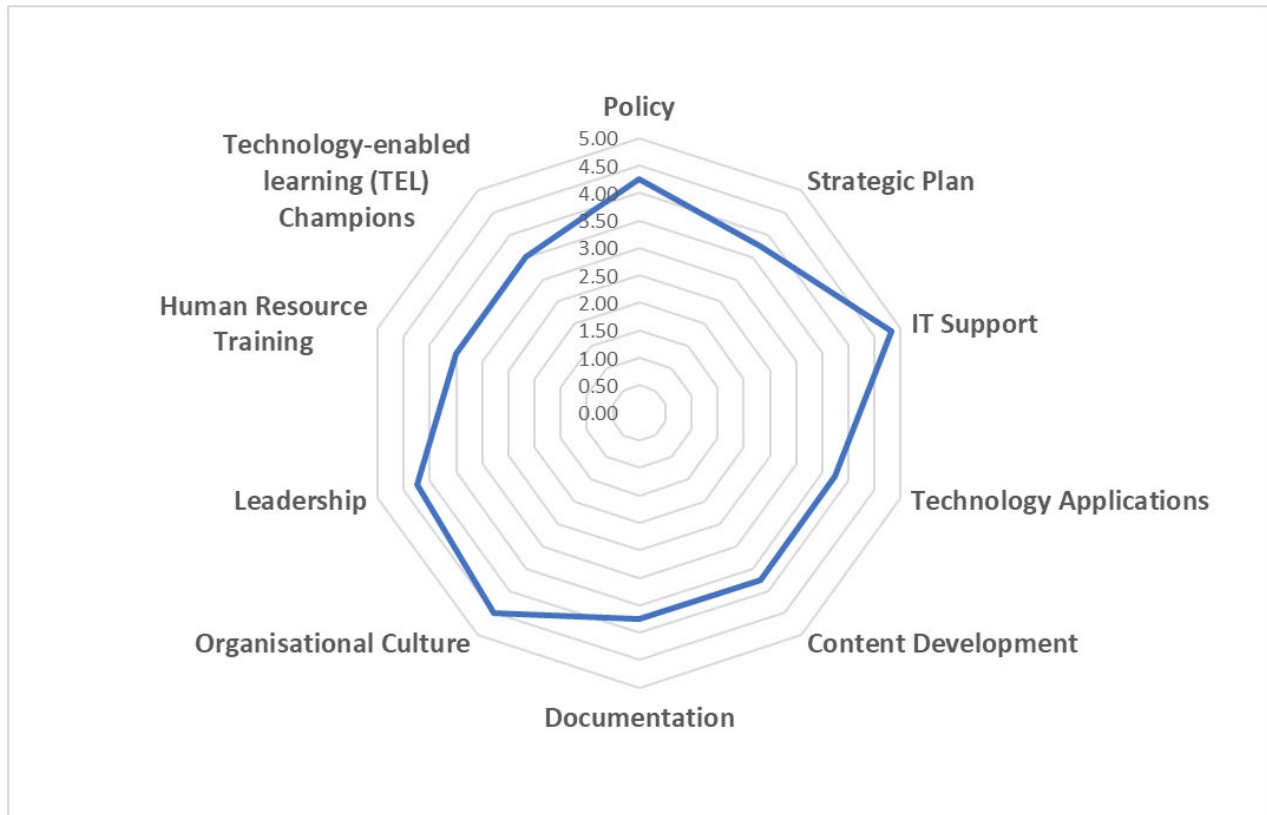 Policy
5.00
4.50
4.00
3.50
3.00
2.50
2.00
1.50
1.00
0.50
0.00
Strategic Plan
IT Support
Technology Applications
Content Development
Documentation
Organisational Culture
Leadership
Human Resource
Training
Technology-enabled
learning (TEL)
Champions